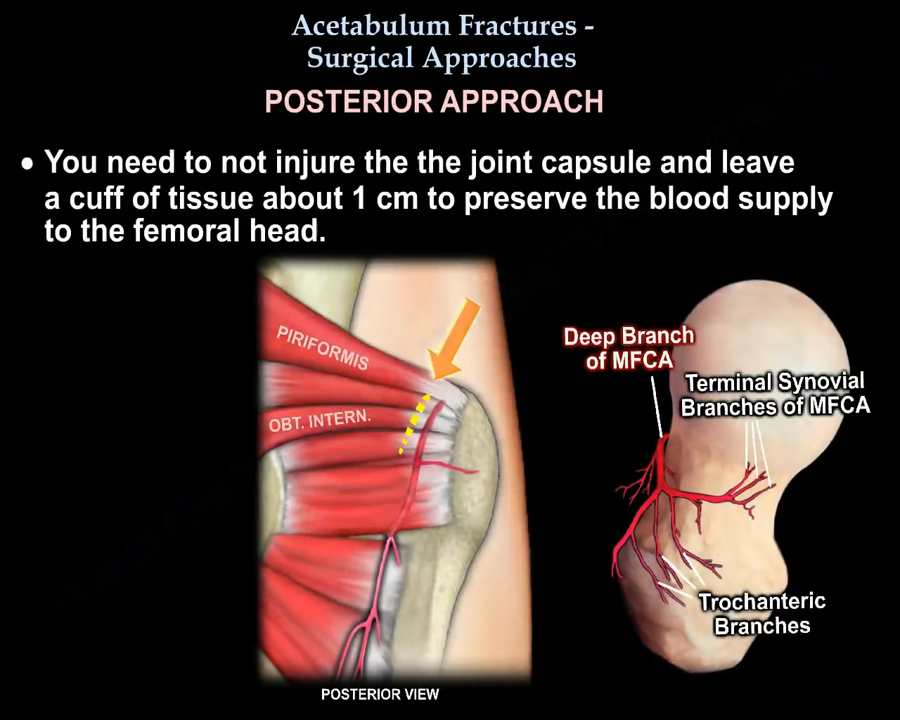 Acetabulum Fractures -
Surgical Approaches
POSTERIOR APPROACH
• You need to not injure the the joint capsule and leave
a cuff of tissue about 1 cm to preserve the blood supply
to the femoral head.
PIRIFORMIS
OBT. INTERN.
Deep Branch
of MFCA
Terminal Synovial
Branches of MFCA
Trochanteric
Branches
POSTERIOR VIEW